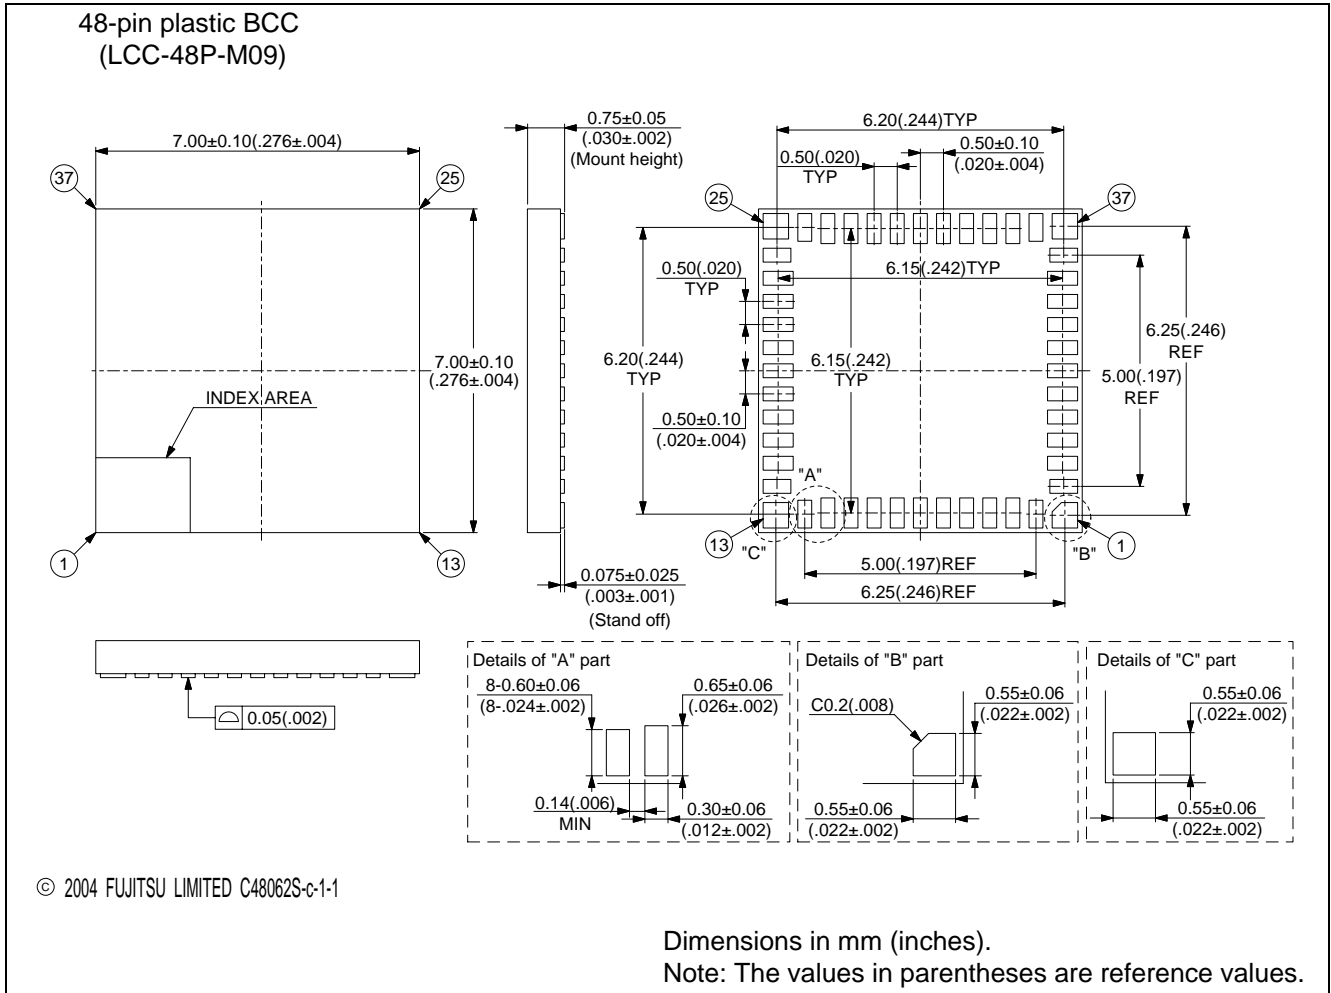 48-pin plastic BCC
(LCC-48P-M09)
7.00±0.10(.276±.004)
37
25
7.00±0.10
(.276±.004)
INDEX AREA
1
13
0.75±0.05
(.030±.002)
(Mount height)
0.075±0.025
(.003±.001)
(Stand off)
6.20(.244)TYP
0.50(.020)
TYP
0.50±0.10
(.020±.004)
25
37
0.50(.020)
TYP
6.15(.242)TYP
6.20(.244)
TYP
6.15(.242)
TYP
6.25(.246)
REF
5.00(.197)
REF
0.50±0.10
(.020±.004)
"A"
13
"C"
"B"
1
5.00(.197)REF
6.25(.246)REF
0.05(.002)
Details of "A" part
8-0.60±0.06
(8-.024±.002)
0.65±0.06
(.026±.002)
0.14(.006)
MIN
0.30±0.06
(.012±.002)
Details of "B" part
C0.2(.008)
0.55±0.06
(.022±.002)
0.55±0.06
(.022±.002)
Details of "C" part
0.55±0.06
(.022±.002)
0.55±0.06
(.022±.002)
© 2004 FUJITSU LIMITED C48062S-c-1-1
Dimensions in mm (inches).
Note: The values in parentheses are reference values.